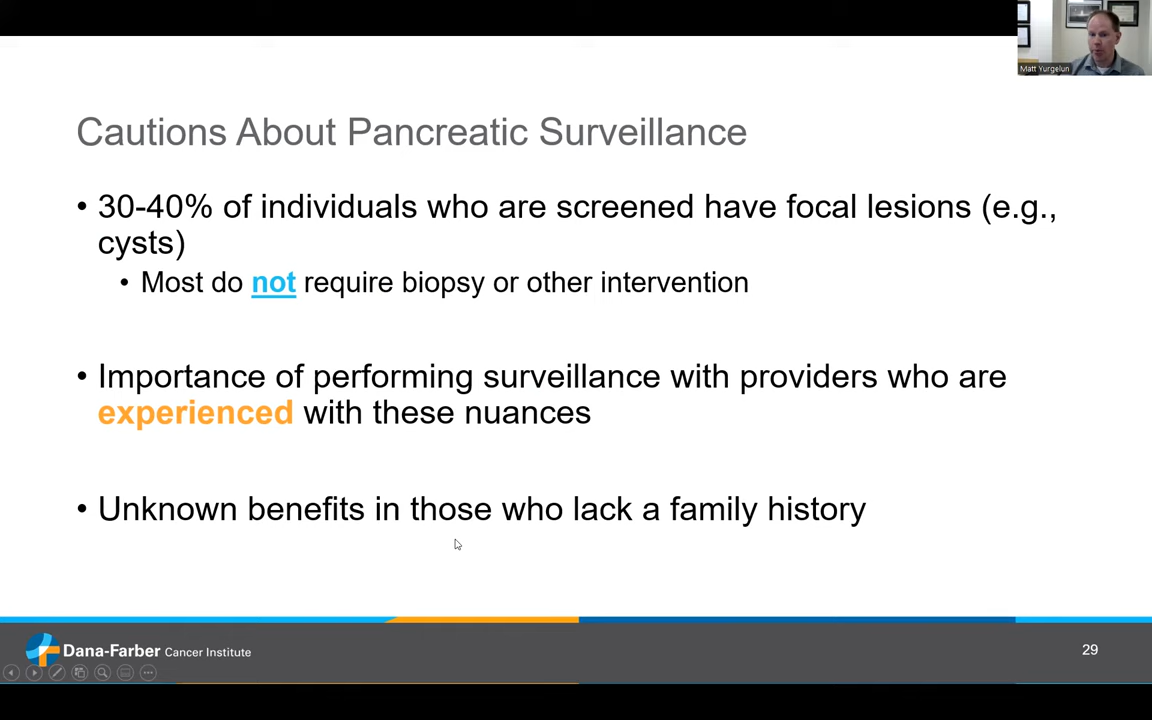 Matt Yurgelun
Cautions About Pancreatic Surveillance
• 30-40% of individuals who are screened have focal lesions (e.g.,
cysts)
• Most do not require biopsy or other intervention
• Importance of performing surveillance with providers who are
experienced with these nuances
• Unknown benefits in those who lack a family history
Dana-Farber Cancer Institute
29